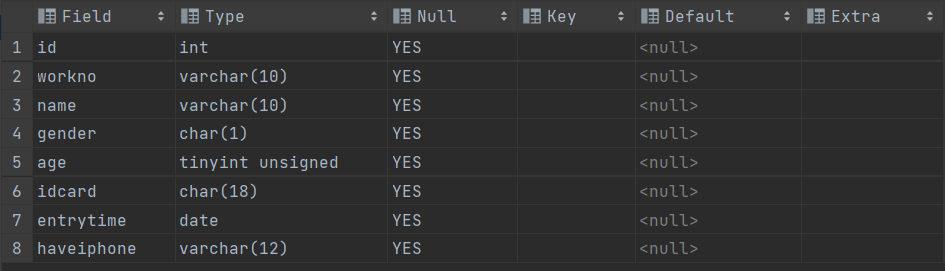 Field Type Null Key Default Extra
1 id int YES <null>
2 workno varchar(10) YES <null>
3 name varchar(10) YES <null>
4 gender char(1) YES <null>
5 age tinyint unsigned YES <null>
6 idcard char(18) YES <null>
7 entrytime date YES <null>
8 haveiphone varchar(12) YES <null>